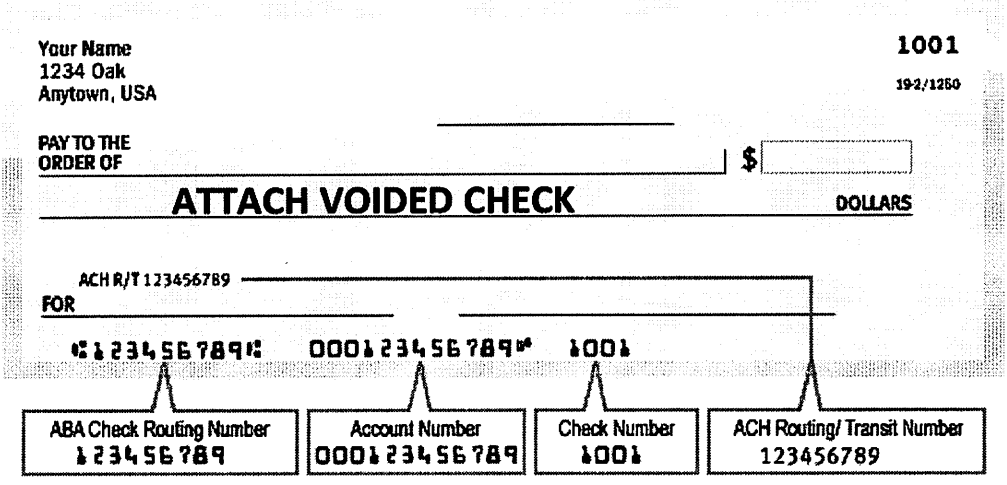 Your Name
1001
1234 Oak
19-2/1250
Anytown, USA
PAY TO THE
ORDER OF
$
ATTACH VOIDED CHECK
DOLLARS
ACH R/T 123456789
FOR
⑆123456789⑆ 000123456789⑈ 1001
ABA Check Routing Number
123456789
Account Number
000123456789
Check Number
1001
ACH Routing/ Transit Number
123456789